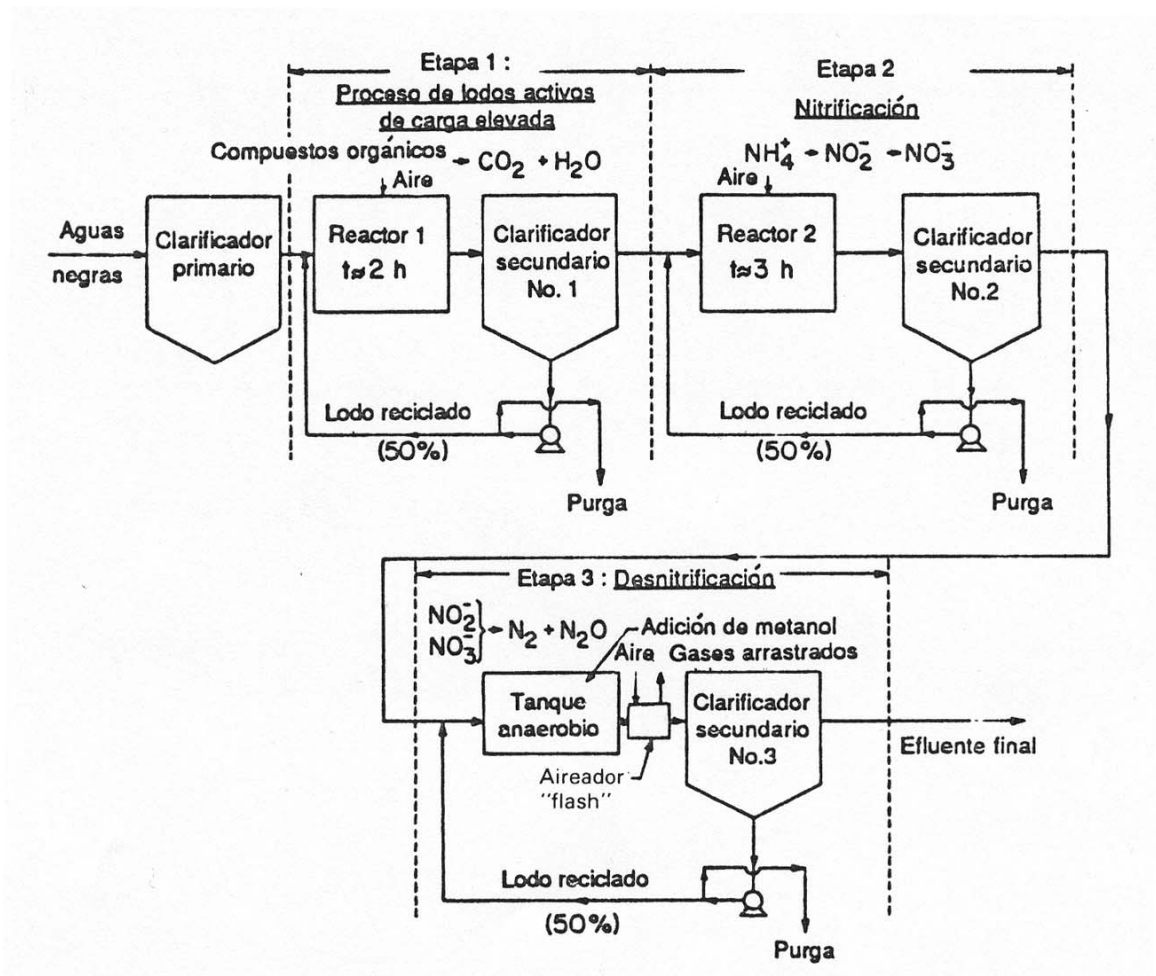 Etapa 1 :
Proceso de lodos activos
de carga elevada
Compuestos orgánicos → CO₂ + H₂O
Aire
Etapa 2
Nitrificación
NH₄⁺ → NO₂⁻ → NO₃⁻
Aire
Aguas
negras
Clarificador
primario
Reactor 1
t≈2 h
Clarificador
secundario
No. 1
Reactor 2
t≈3 h
Clarificador
secundario
No.2
Lodo reciclado
(50%)
Purga
Lodo reciclado
(50%)
Purga
Etapa 3 : Desnitrificación
NO₂⁻
NO₃⁻
} → N₂ + N₂O
Adición de metanol
Aire Gases arrastrados
Tanque
anaerobio
Clarificador
secundario
No.3
Aireador
"flash"
Efluente final
Lodo reciclado
(50%)
Purga